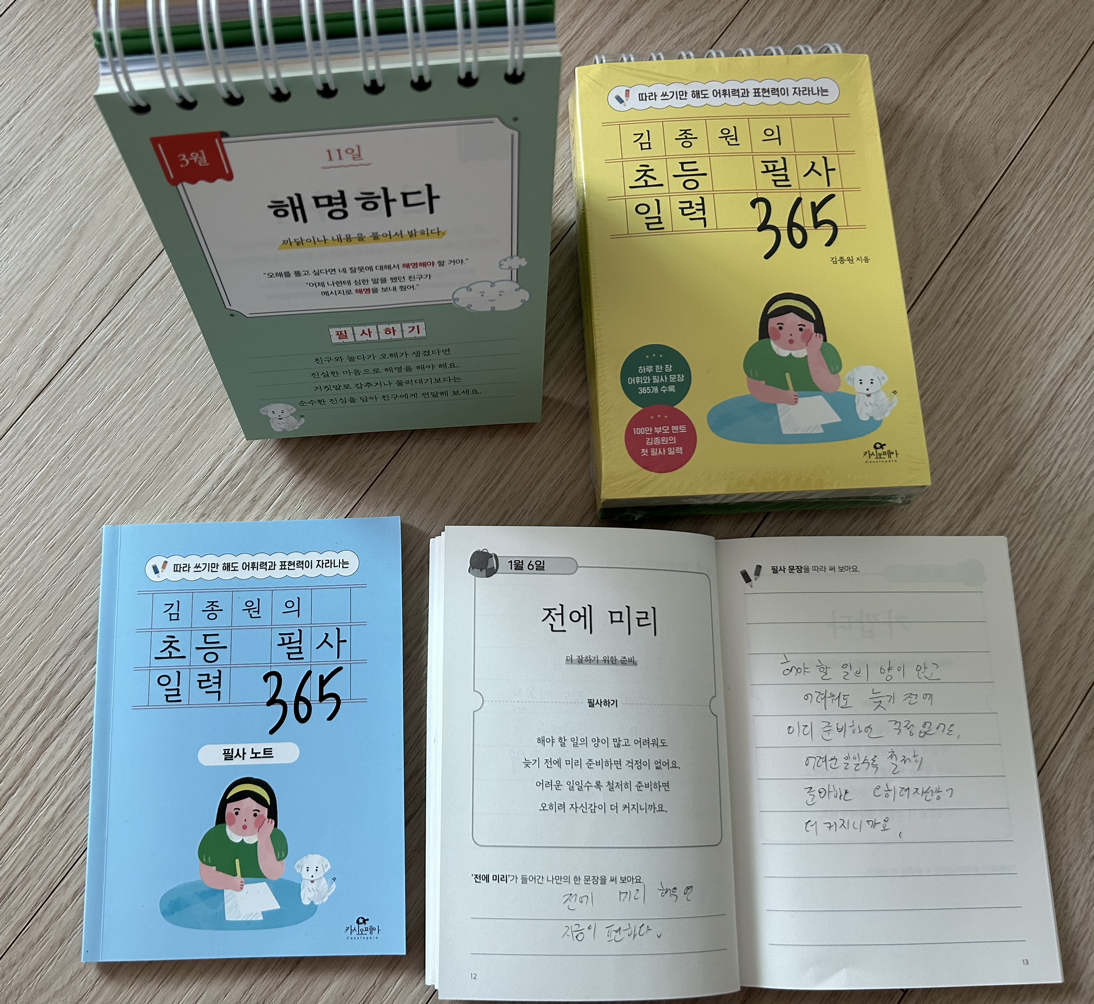 3월
11일
해명하다
까닭이나 내용을 풀어서 밝히다.
"오해를 풀고 싶다면 네 잘못에 대해서 해명해야 할 거야."
"어제 나한테 심한 말을 했던 친구가
메시지로 해명을 보내 왔어."
필사하기
친구와 놀다가 오해가 생겼다면
진실한 마음으로 해명을 해야 해요.
거짓말로 감추거나 둘러대기보다는
순수한 진심을 담아 친구에게 전달해 보세요.
따라 쓰기만 해도 어휘력과 표현력이 자라나는
김종원의
초등 필사
일력 365
김종원 지음
하루 한 장
어휘와 필사 문장
365개 수록
100만 부모 멘토
김종원의
첫 필사 일력
카시오페아
Cassiopeia
따라 쓰기만 해도 어휘력과 표현력이 자라나는
김종원의
초등 필사
일력 365
필사 노트
카시오페아
Cassiopeia
1월 6일
전에 미리
더 잘하기 위한 준비.
필사하기
해야 할 일의 양이 많고 어려워도
늦기 전에 미리 준비하면 걱정이 없어요.
어려운 일일수록 철저히 준비하면
오히려 자신감이 더 커지니까요.
'전에 미리'가 들어간 나만의 한 문장을 써 보아요.
전에 미리 해두면
지금이 편하다.
12
필사 문장을 따라 써 보아요.
해야 할 일의 양이 많고
어려워도 늦기 전에
미리 준비하면 걱정 없어요.
어려운 일일수록 철저히
준비하면 오히려 자신감이
더 커지니까요.
13